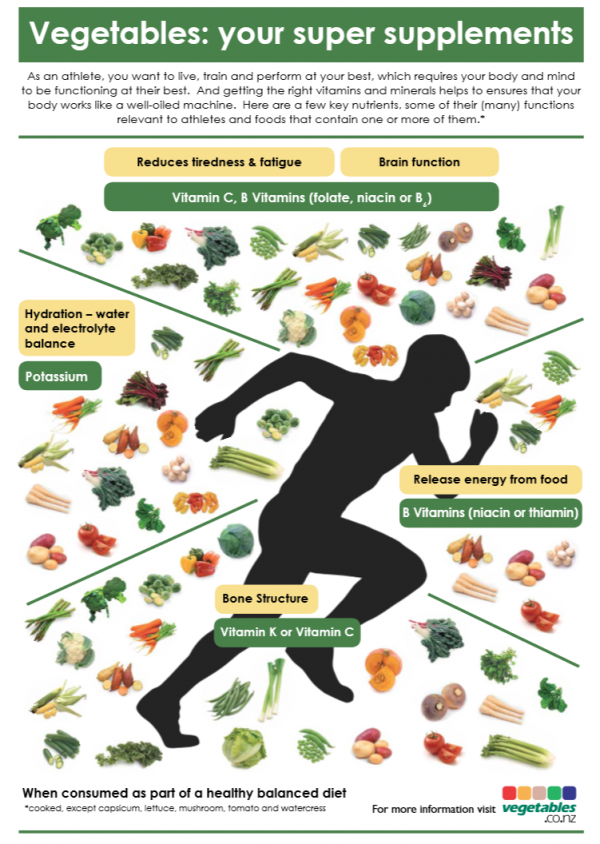 Vegetables: your super supplements
As an athlete, you want to live, train and perform at your best, which requires your body and mind
to be functioning at their best.  And getting the right vitamins and minerals helps to ensures that your
body works like a well-oiled machine.  Here are a few key nutrients, some of their (many) functions
relevant to athletes and foods that contain one or more of them.*
Reduces tiredness & fatigue
Brain function
Vitamin C, B Vitamins (folate, niacin or B₆)
Hydration – water
and electrolyte
balance
Potassium
Release energy from food
B Vitamins (niacin or thiamin)
Bone Structure
Vitamin K or Vitamin C
When consumed as part of a healthy balanced diet
*cooked, except capsicum, lettuce, mushroom, tomato and watercress
For more information visit
vegetables
.co.nz